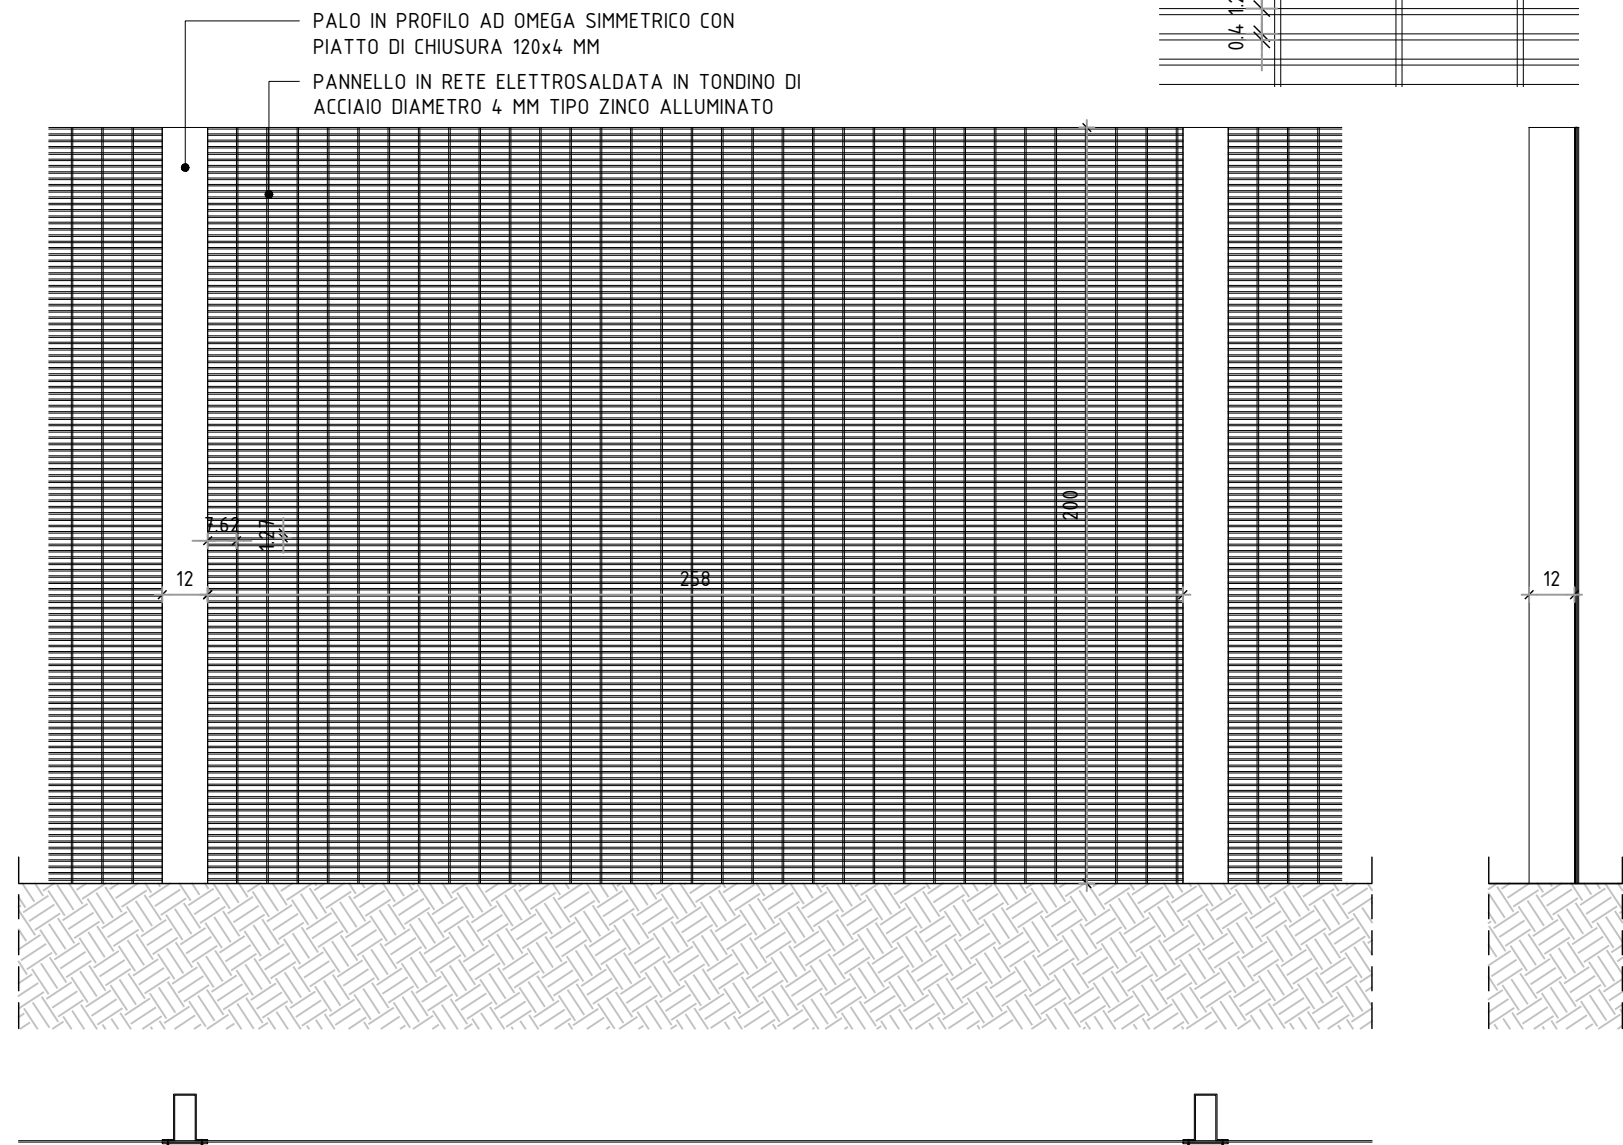 PALO IN PROFILO AD OMEGA SIMMETRICO CON
PIATTO DI CHIUSURA 120x4 MM
PANNELLO IN RETE ELETTROSALDATA IN TONDINO DI
ACCIAIO DIAMETRO 4 MM TIPO ZINCO ALLUMINATO
0.4
200
7.62
1.27
12
258
12